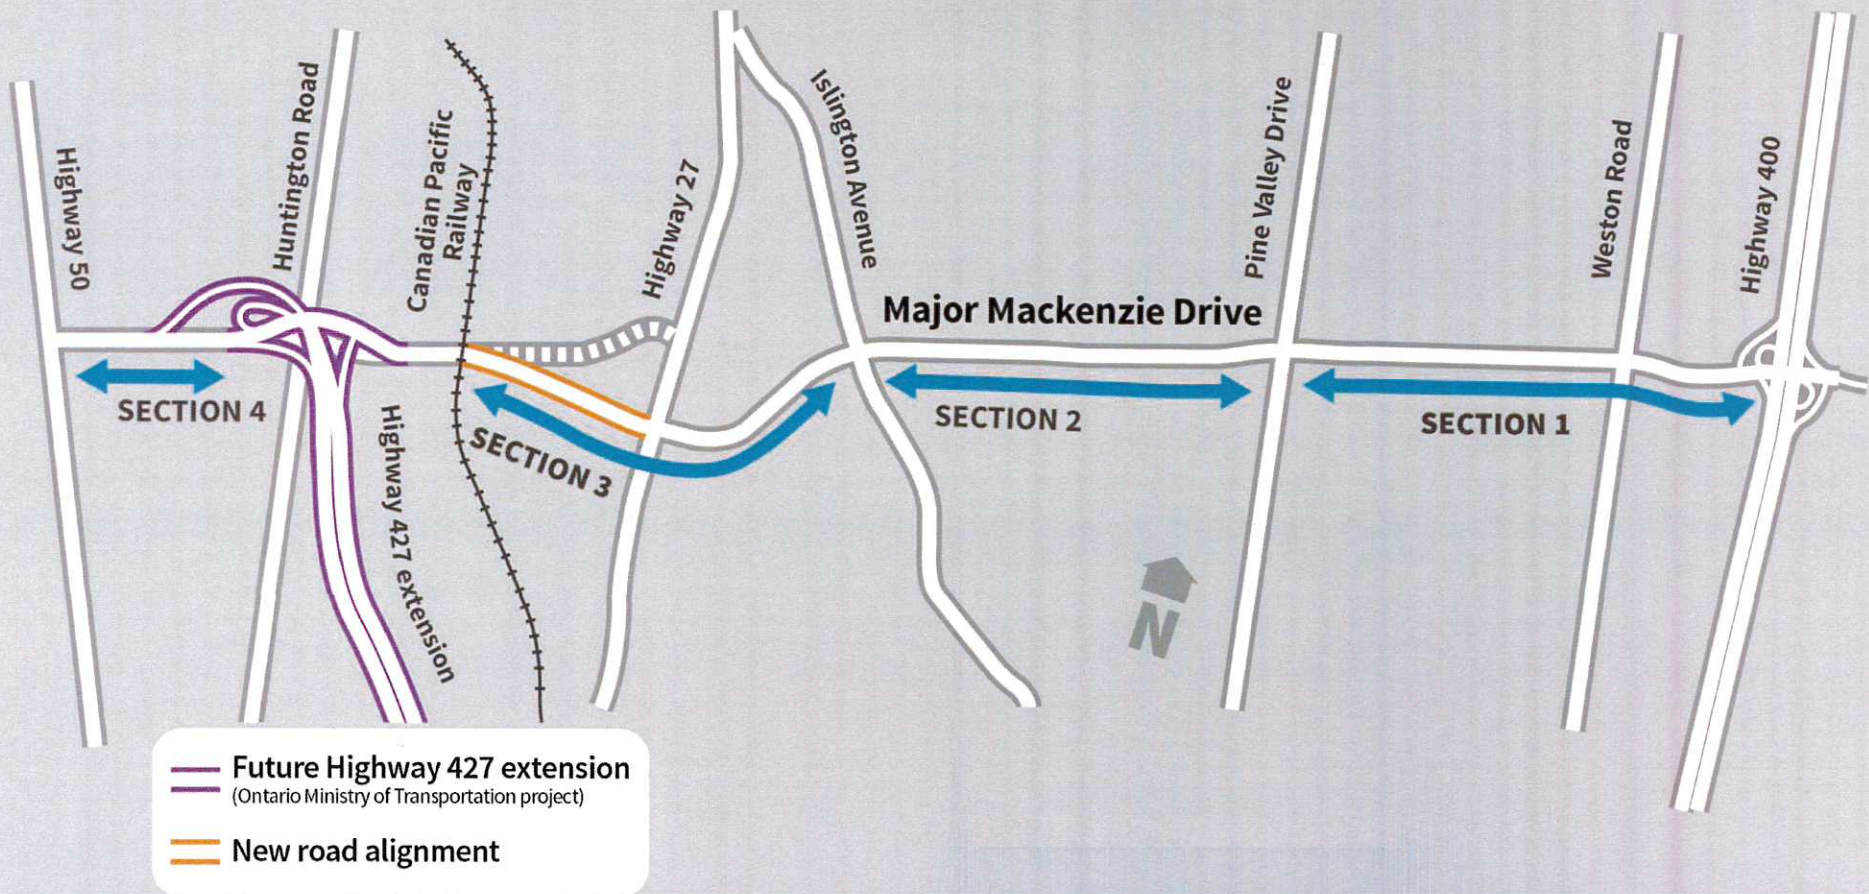 Highway 50
Huntington Road
Canadian Pacific
Railway
Highway 27
Islington Avenue
Major Mackenzie Drive
Pine Valley Drive
Weston Road
Highway 400
SECTION 4
SECTION 3
SECTION 2
SECTION 1
Highway 427 extension
N
Future Highway 427 extension
(Ontario Ministry of Transportation project)
New road alignment